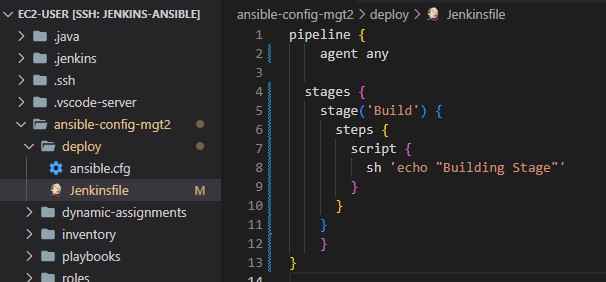 EC2-USER [SSH: JENKINS-ANSIBLE]
.java
.jenkins
.ssh
.vscode-server
ansible-config-mgt2
deploy
ansible.cfg
Jenkinsfile M
dynamic-assignments
inventory
playbooks
roles
ansible-config-mgt2 > deploy > Jenkinsfile
1 pipeline {
2     agent any
3
4   stages {
5     stage('Build') {
6       steps {
7         script {
8           sh 'echo "Building Stage"'
9         }
10       }
11     }
12     }
13 }
14